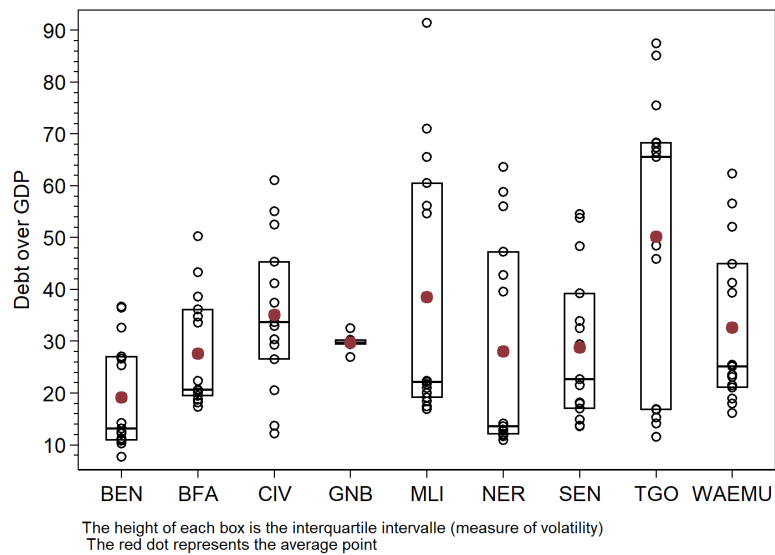 90
80
70
60
50
40
30
20
10
Debt over GDP
BEN BFA CIV GNB MLI NER SEN TGO WAEMU
The height of each box is the interquartile intervalle (measure of volatility)
The red dot represents the average point